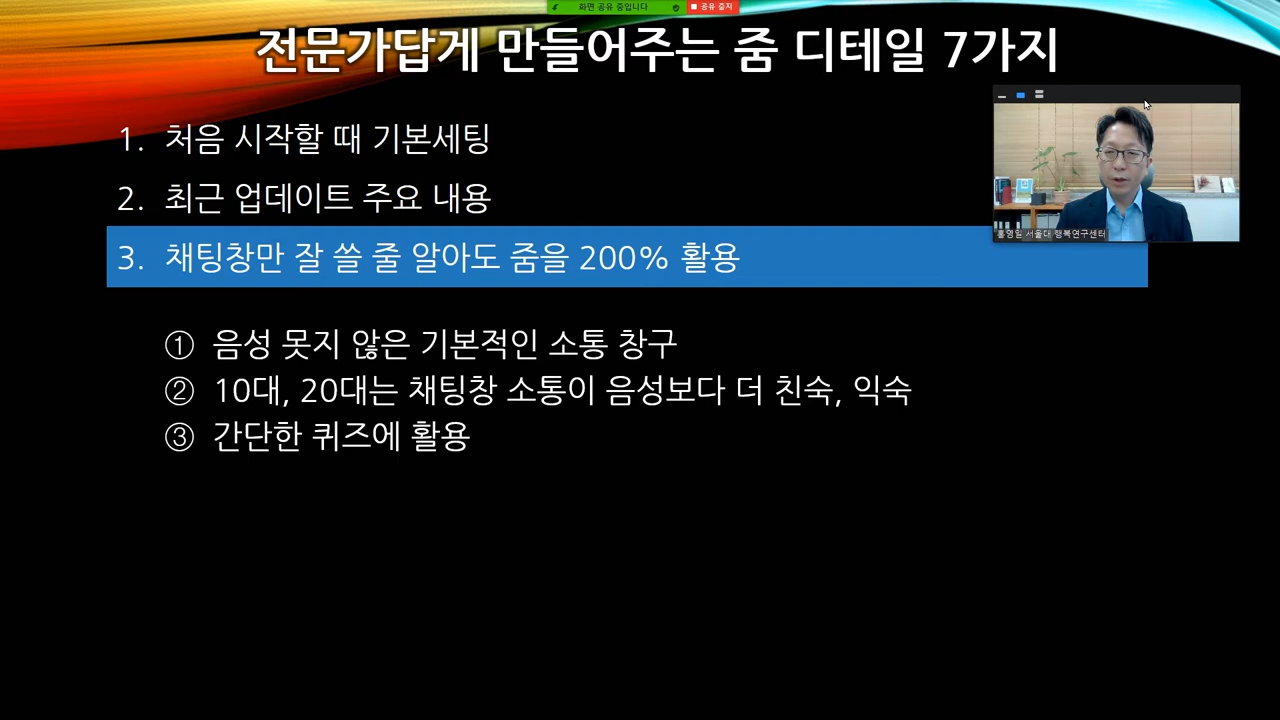 화면 공유 중입니다
공유 중지
전문가답게 만들어주는 줌 디테일 7가지
1. 처음 시작할 때 기본세팅
2. 최근 업데이트 주요 내용
3. 채팅창만 잘 쓸 줄 알아도 줌을 200% 활용
① 음성 못지 않은 기본적인 소통 창구
② 10대, 20대는 채팅창 소통이 음성보다 더 친숙, 익숙
③ 간단한 퀴즈에 활용
홍영일 서울대 행복연구센터